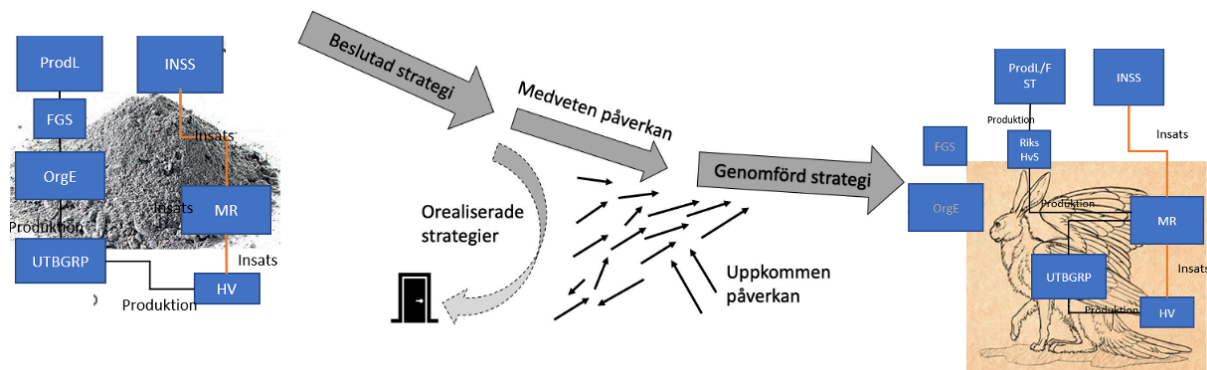 ProdL
INSS
FGS
Insats
OrgE
Insats
MR
Produktion
UTBGRP
Insats
HV
Produktion
Beslutad strategi
Medveten påverkan
Orealiserade
strategier
Genomförd strategi
Uppkommen
påverkan
ProdL/F
ST
INSS
Produktion
Insats
FGS
Riks
HvS
OrgE
Produktion
MR
UTBGRP
Insats
Produktion
HV